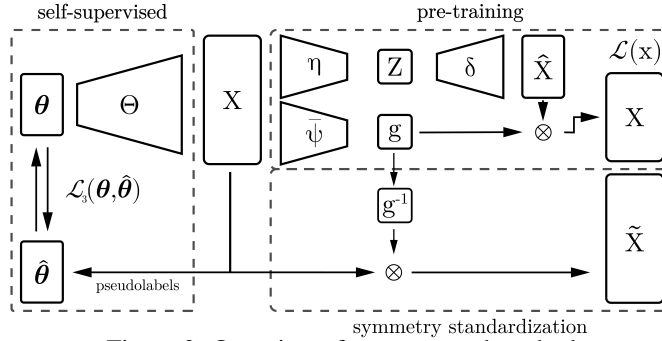 self-supervised
pre-training
θ
Θ
X
η
Z
δ
X̂
ℒ(x)
ψ̄
g
⊗
X
ℒ₃(θ,θ̂)
g⁻¹
X̃
θ̂
pseudolabels
⊗
symmetry standardization